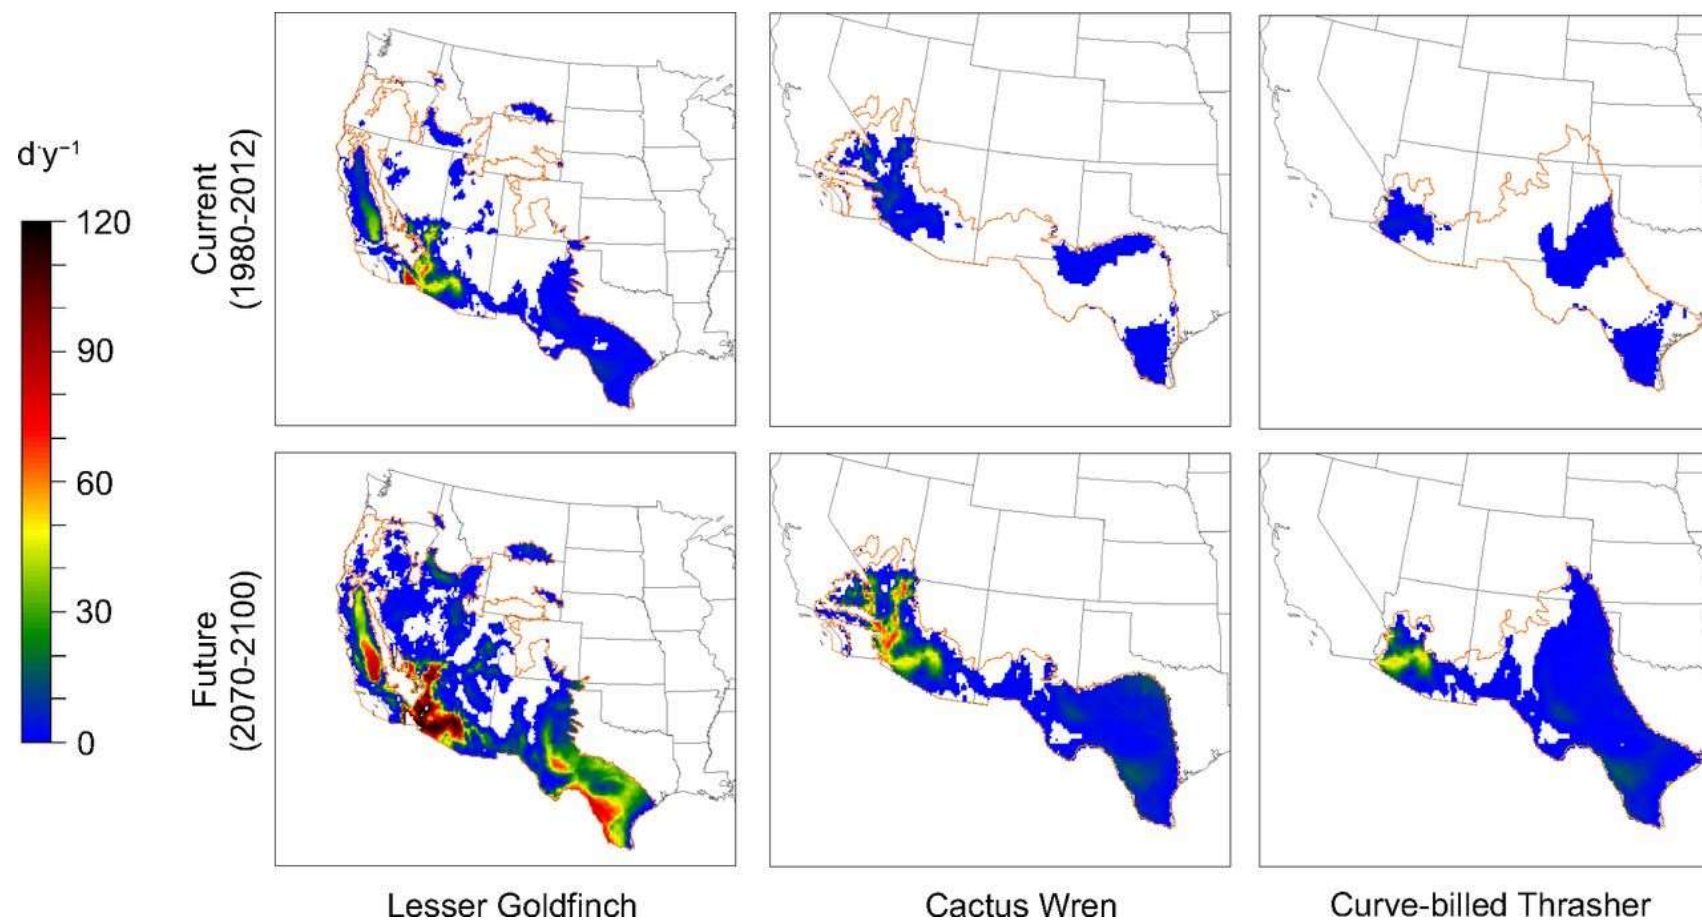 d·y⁻¹
120
90
60
30
0
Current
(1980-2012)
Future
(2070-2100)
Lesser Goldfinch
Cactus Wren
Curve-billed Thrasher